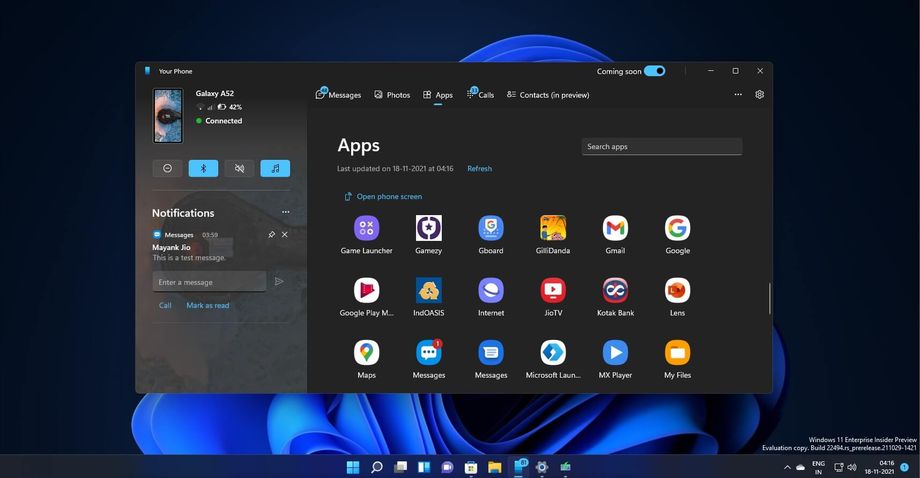 Your Phone
Coming soon
Galaxy A52
42%
Connected
Messages
Photos
Apps
Calls
Contacts (in preview)
Apps
Search apps
Last updated on 18-11-2021 at 04:16
Refresh
Open phone screen
Notifications
Messages 03:59
Mayank Jio
This is a test message.
Enter a message
Call
Mark as read
Game Launcher
Gamezy
Gboard
GilliDanda
Gmail
Google
Google Play M...
IndOASIS
Internet
JioTV
Kotak Bank
Lens
1
Maps
Messages
Messages
Microsoft Laun...
MX Player
My Files
Windows 11 Enterprise Insider Preview
Evaluation copy. Build 22494.rs_prerelease.211029-1421
ENG
IN
04:16
18-11-2021
1